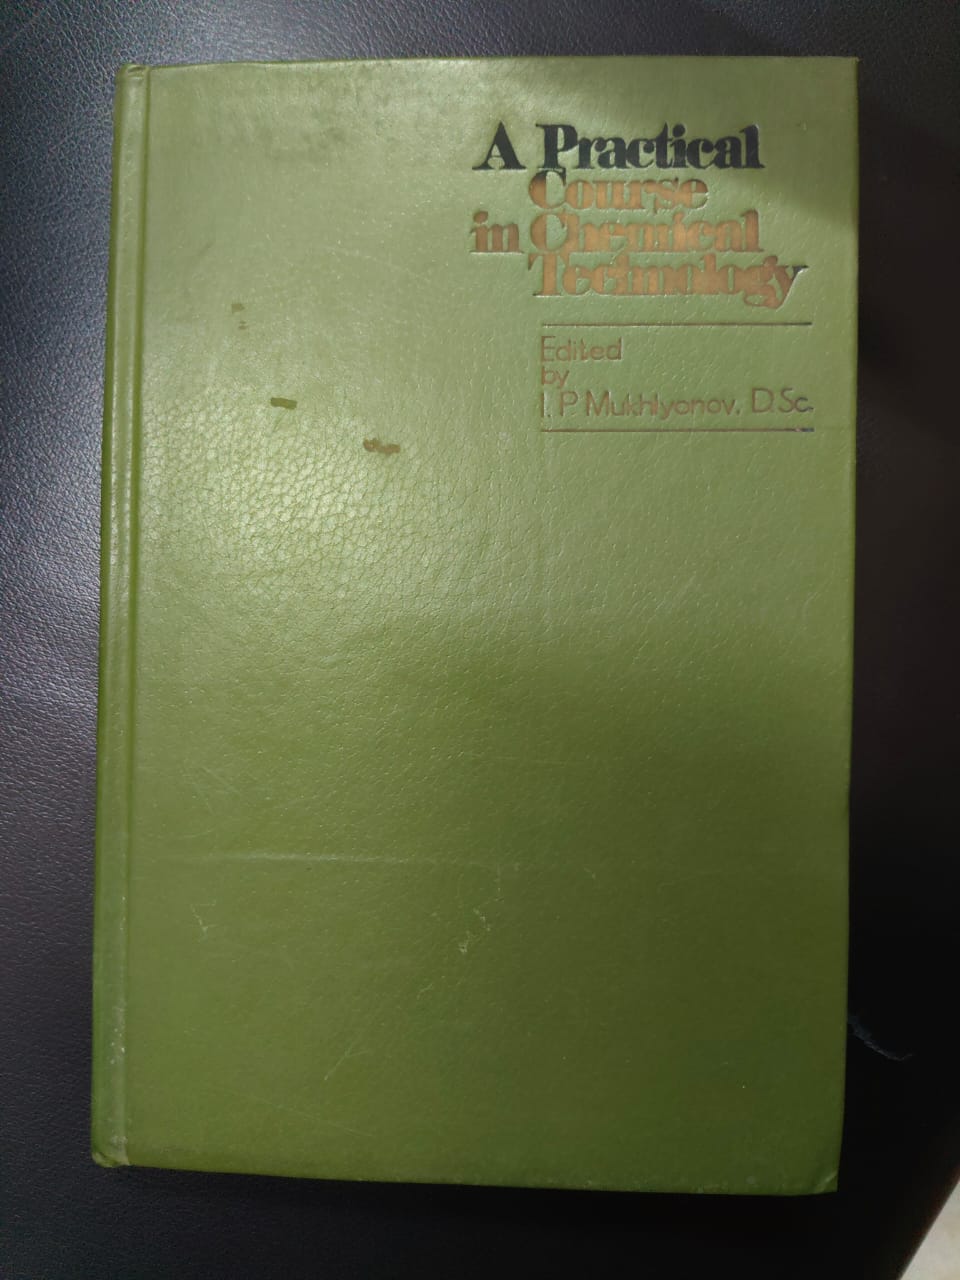 A Practical
Course
in Chemical
Technology
Edited
by
I. P. Mukhlyonov, D.Sc.